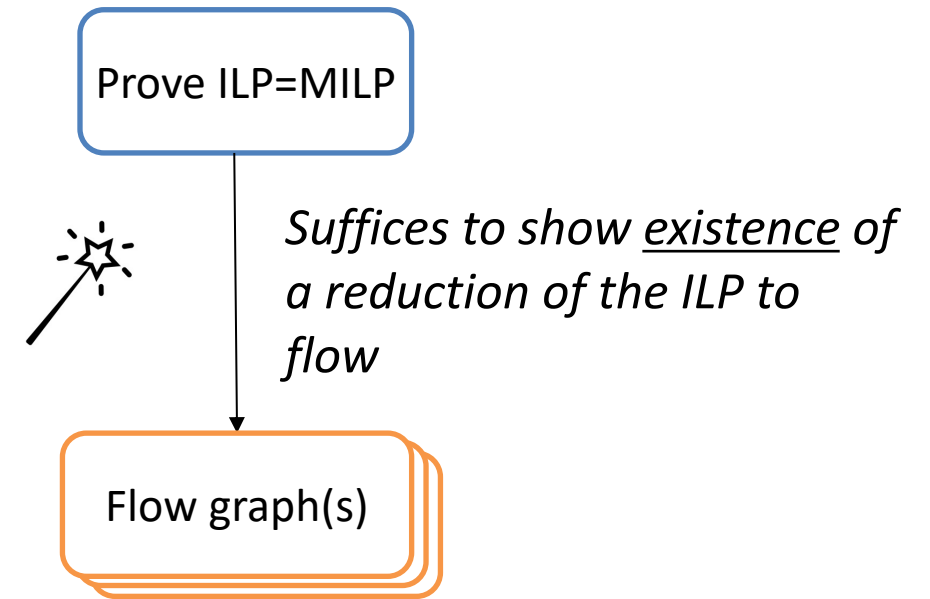 Prove ILP=MILP
Suffices to show existence of
a reduction of the ILP to
flow
Flow graph(s)